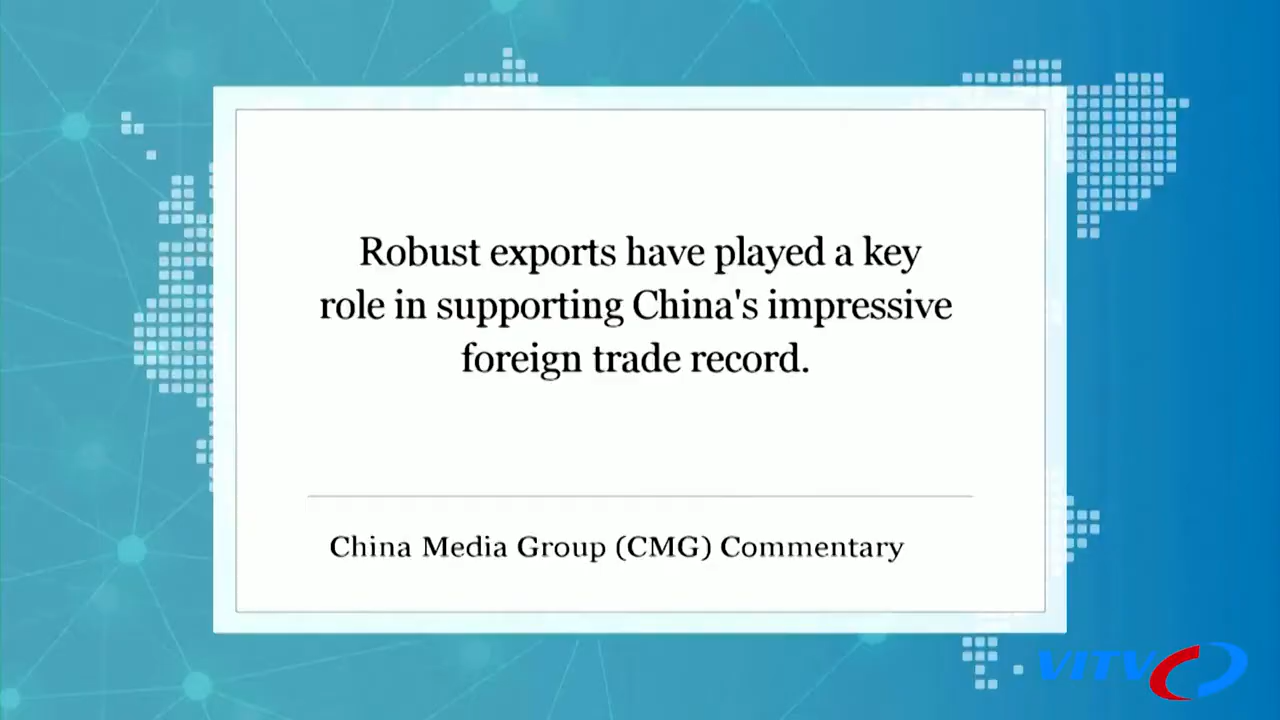 Robust exports have played a key
role in supporting China's impressive
foreign trade record.
China Media Group (CMG) Commentary
VITV